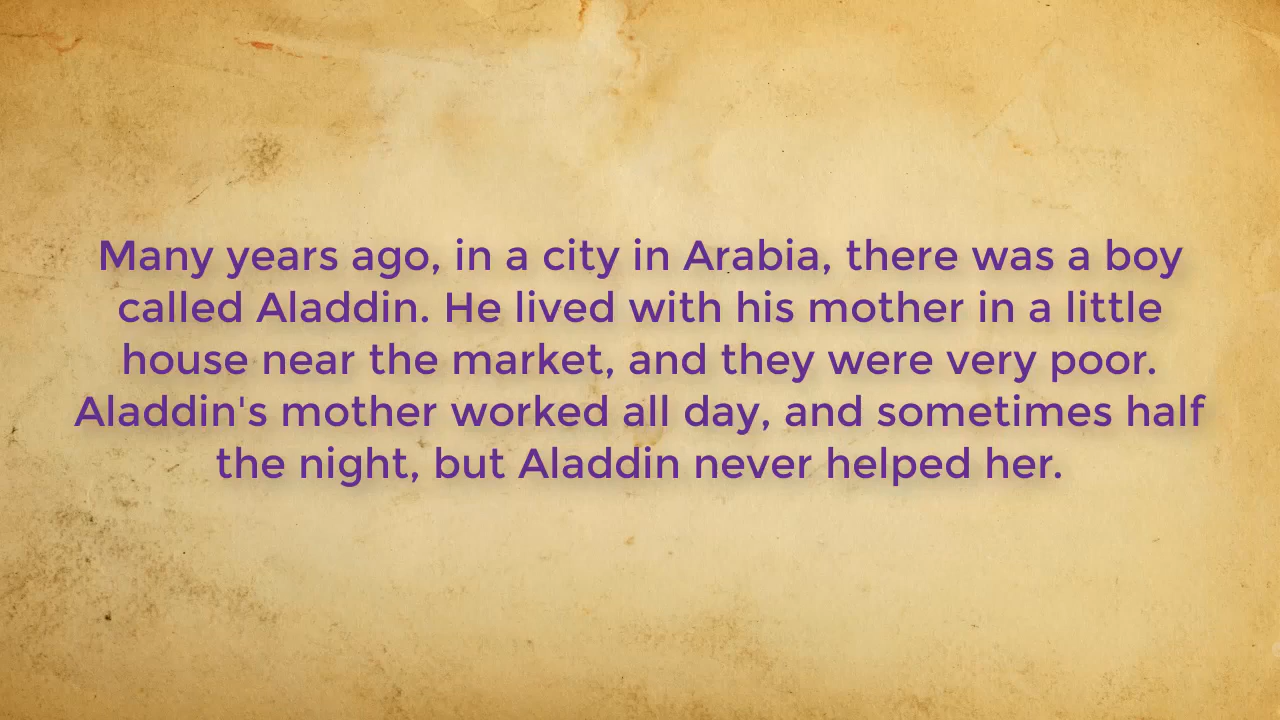 Many years ago, in a city in Arabia, there was a boy
called Aladdin. He lived with his mother in a little
house near the market, and they were very poor.
Aladdin's mother worked all day, and sometimes half
the night, but Aladdin never helped her.